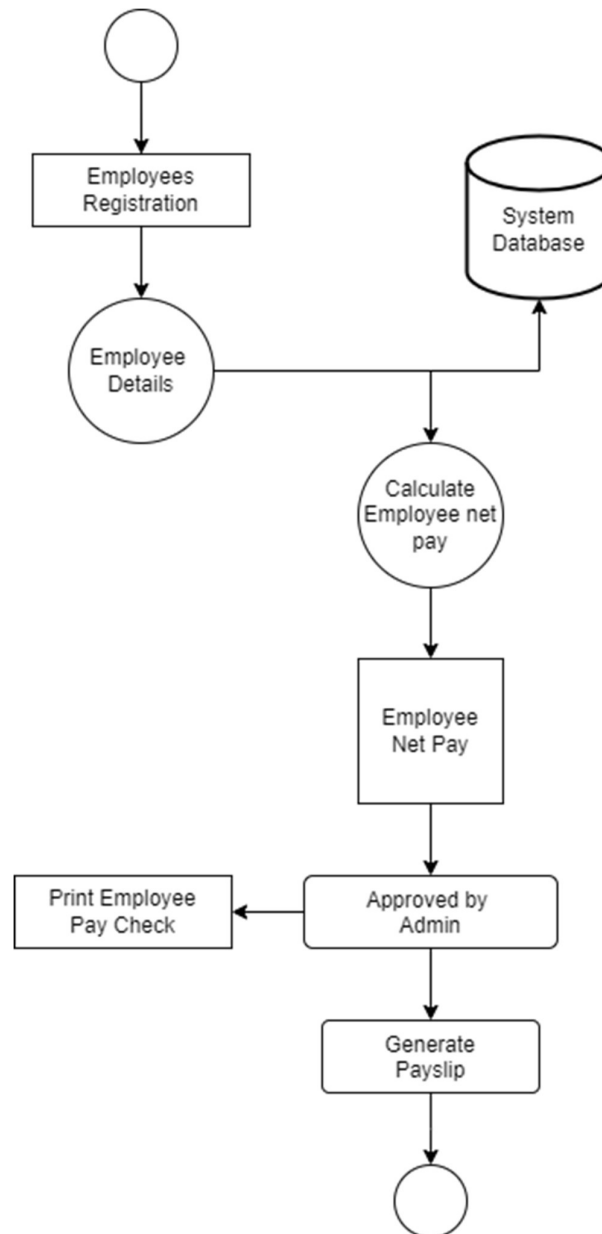 Employees
Registration
System
Database
Employee
Details
Calculate
Employee net
pay
Employee
Net Pay
Print Employee
Pay Check
Approved by
Admin
Generate
Payslip